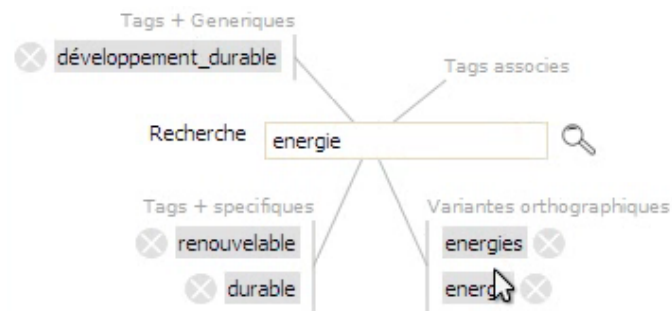 Tags + Generiques
développement_durable
Tags associes
Recherche
energie
Tags + specifiques
renouvelable
durable
Variantes orthographiques
energies